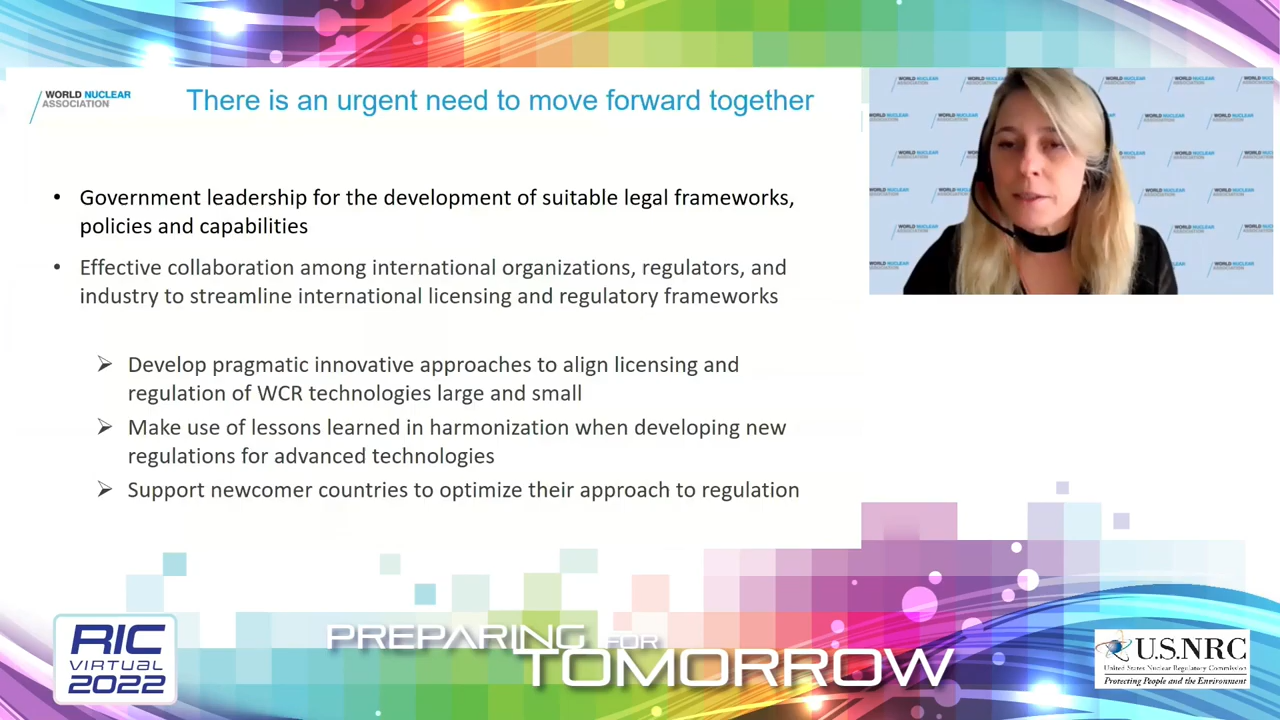 WORLD NUCLEAR
ASSOCIATION
There is an urgent need to move forward together
• Government leadership for the development of suitable legal frameworks,
policies and capabilities
• Effective collaboration among international organizations, regulators, and
industry to streamline international licensing and regulatory frameworks
➢ Develop pragmatic innovative approaches to align licensing and
regulation of WCR technologies large and small
➢ Make use of lessons learned in harmonization when developing new
regulations for advanced technologies
➢ Support newcomer countries to optimize their approach to regulation
RIC
VIRTUAL
2022
PREPARING FOR
TOMORROW
U.S.NRC
United States Nuclear Regulatory Commission
Protecting People and the Environment